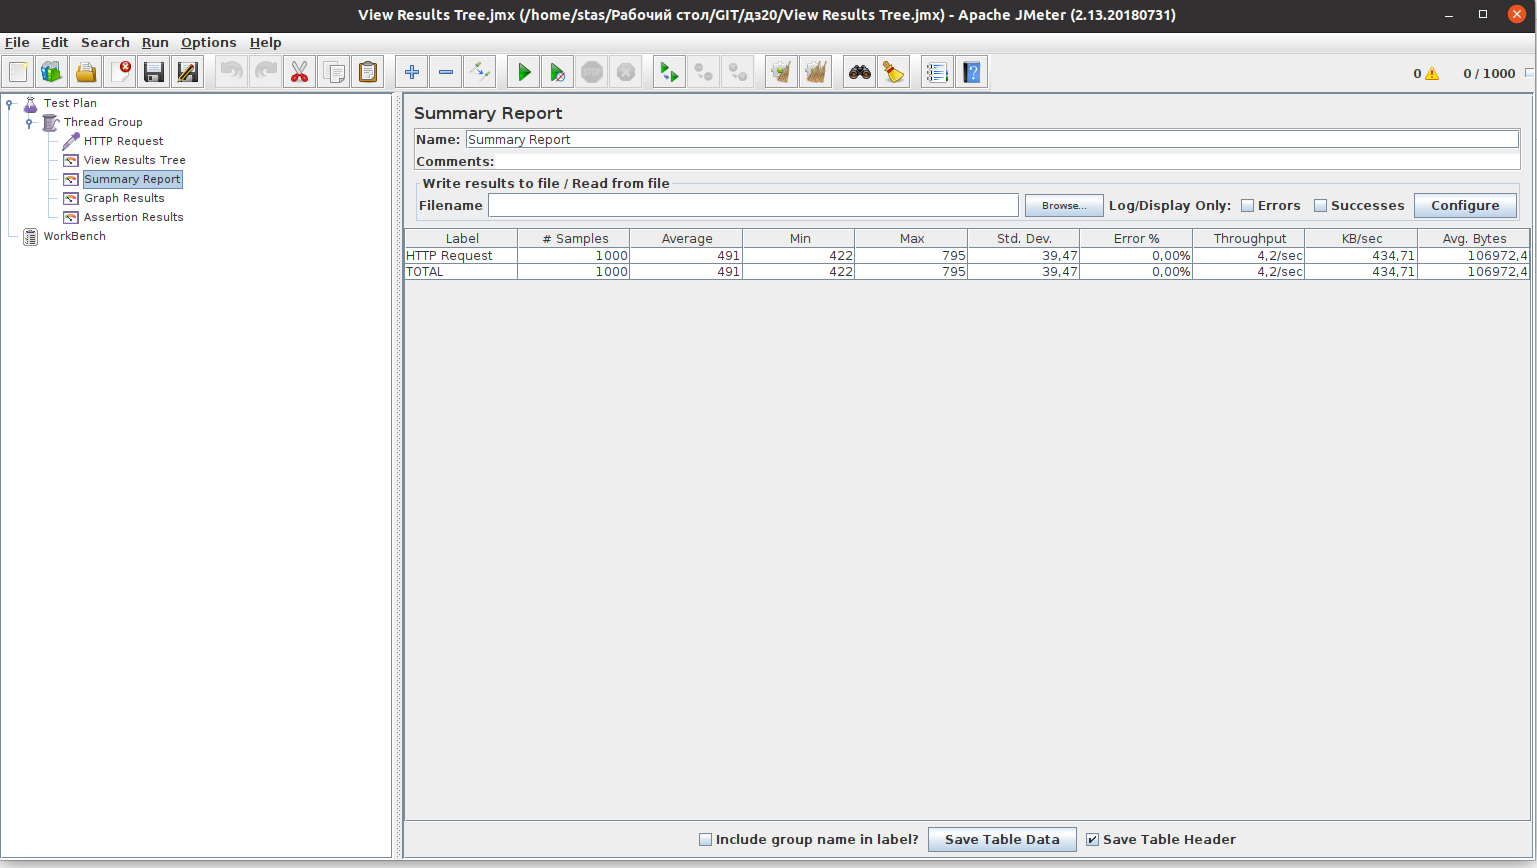 View Results Tree.jmx (/home/stas/Рабочий стол/GIT/дз20/View Results Tree.jmx) - Apache JMeter (2.13.20180731)
File Edit Search Run Options Help
STOP
?
0 0 / 1000
Test Plan
Thread Group
HTTP Request
View Results Tree
Summary Report
Graph Results
Assertion Results
WorkBench
Summary Report
Name: Summary Report
Comments:
Write results to file / Read from file
Filename Browse... Log/Display Only: Errors Successes Configure
Label # Samples Average Min Max Std. Dev. Error % Throughput KB/sec Avg. Bytes
HTTP Request 1000 491 422 795 39,47 0,00% 4,2/sec 434,71 106972,4
TOTAL 1000 491 422 795 39,47 0,00% 4,2/sec 434,71 106972,4
Include group name in label? Save Table Data Save Table Header